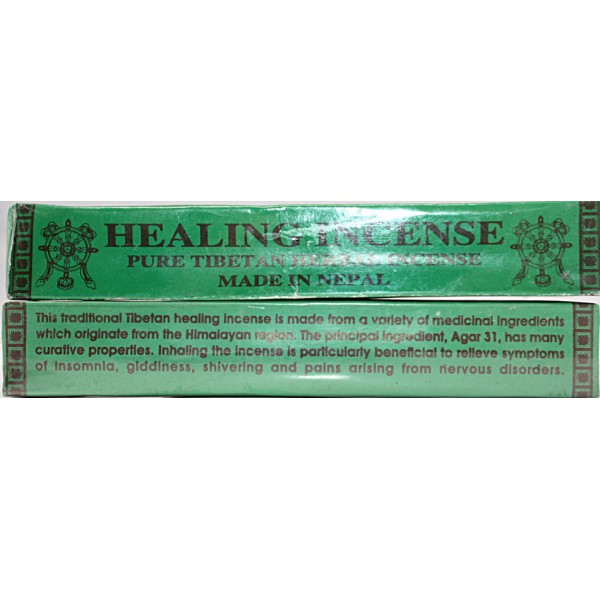 HEALING INCENSE
PURE TIBETAN HERBAL INCENSE
MADE IN NEPAL
This traditional Tibetan healing incense is made from a variety of medicinal ingredients
which originate from the Himalayan region. The principal ingredient, Agar 31, has many
curative properties. Inhaling the incense is particularly beneficial to relieve symptoms
of insomnia, giddiness, shivering and pains arising from nervous disorders.